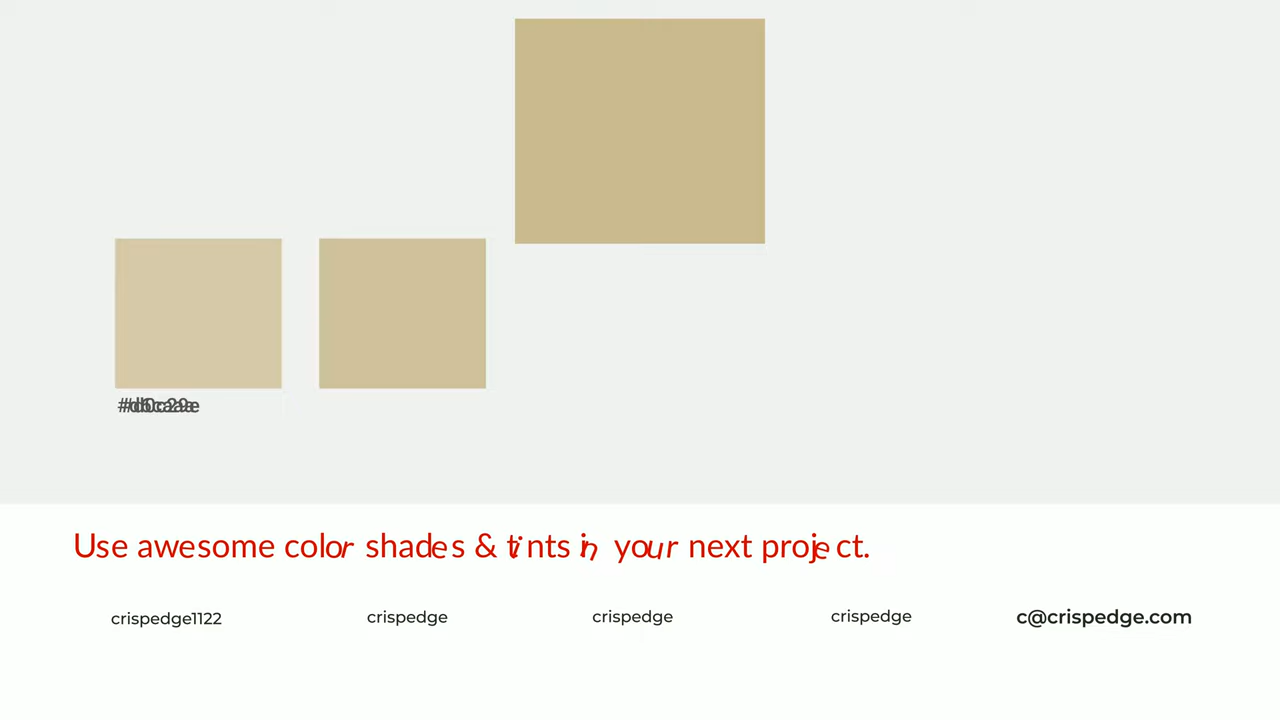 Use awesome color shades & tints in your next project.
crispedge1122 crispedge crispedge crispedge c@crispedge.com